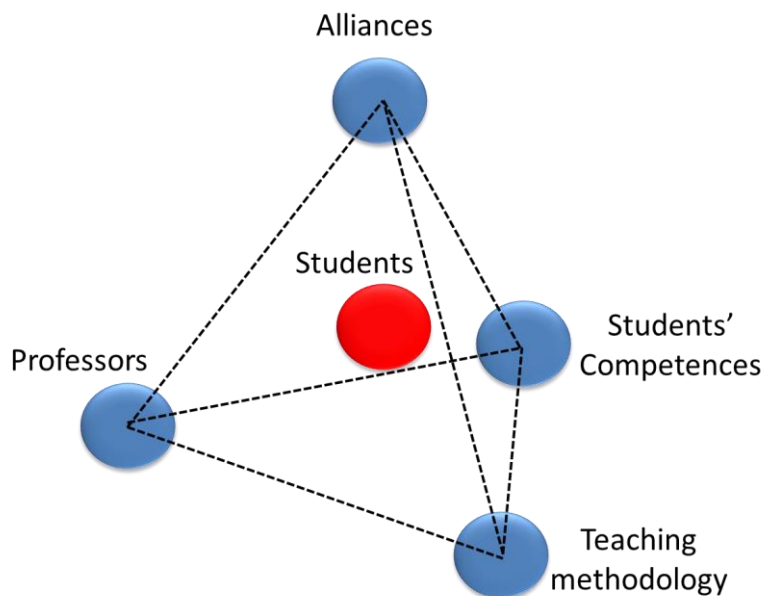 Alliances
Students
Professors
Students’
Competences
Teaching
methodology